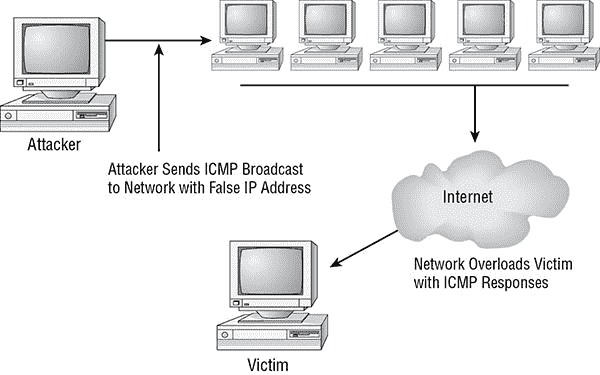 Attacker
Attacker Sends ICMP Broadcast
to Network with False IP Address
Internet
Network Overloads Victim
with ICMP Responses
Victim